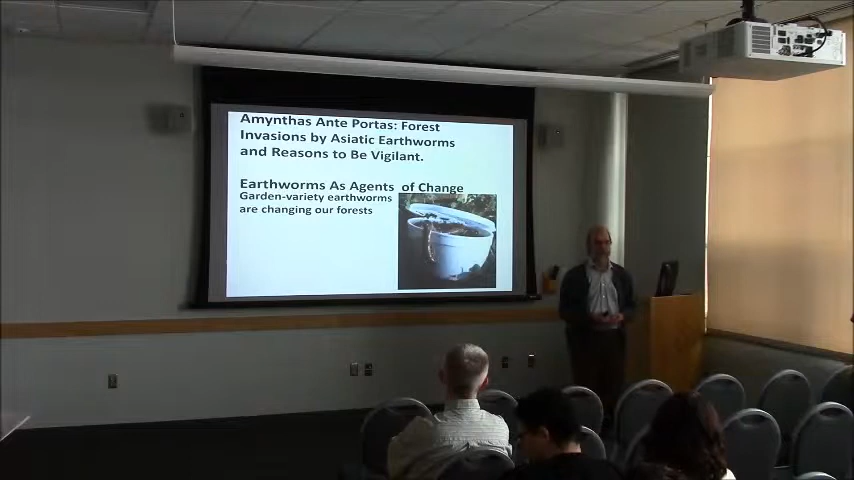 Amynthas Ante Portas: Forest
Invasions by Asiatic Earthworms
and Reasons to Be Vigilant.
Earthworms As Agents of Change
Garden-variety earthworms
are changing our forests